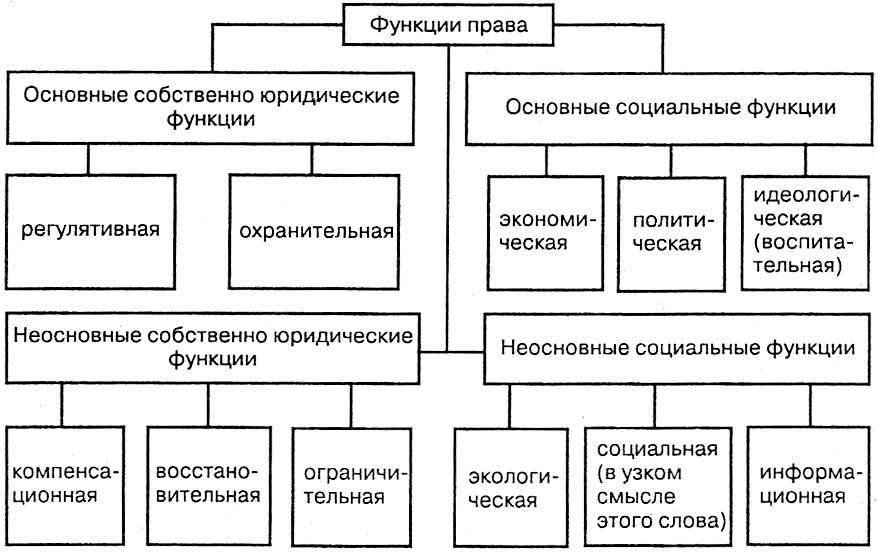 Функции права
Основные собственно юридические
функции
Основные социальные функции
регулятивная
охранительная
экономи-
ческая
полити-
ческая
идеологи-
ческая
(воспита-
тельная)
Неосновные собственно юридические
функции
Неосновные социальные функции
компенса-
ционная
восстано-
вительная
ограничи-
тельная
экологи-
ческая
социальная
(в узком
смысле
этого слова)
информа-
ционная